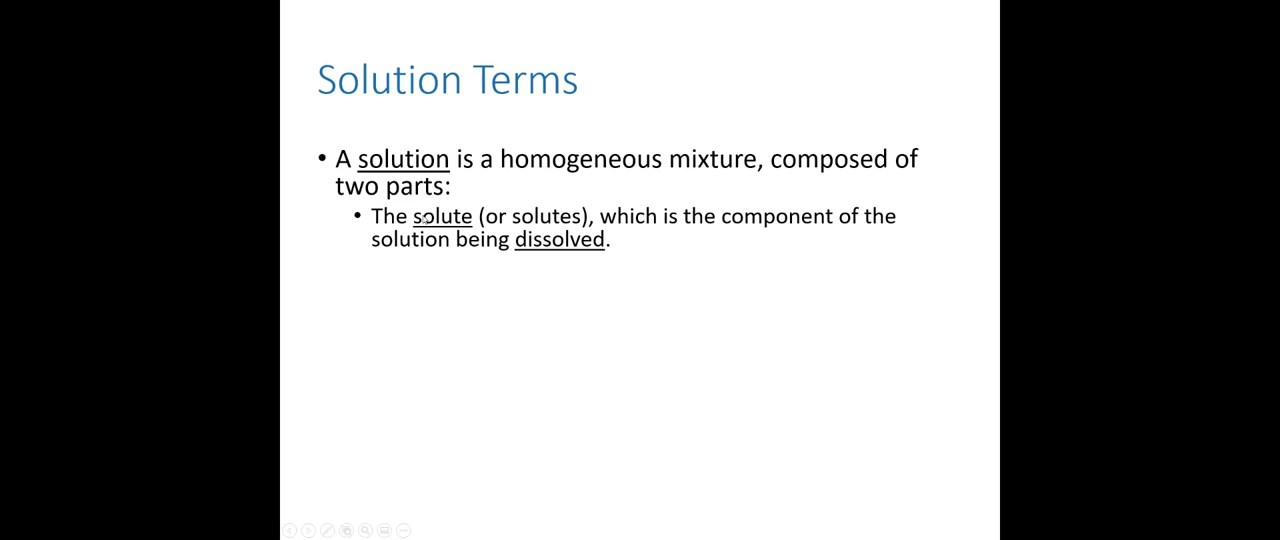 Solution Terms
• A solution is a homogeneous mixture, composed of
two parts:
• The solute (or solutes), which is the component of the
solution being dissolved.